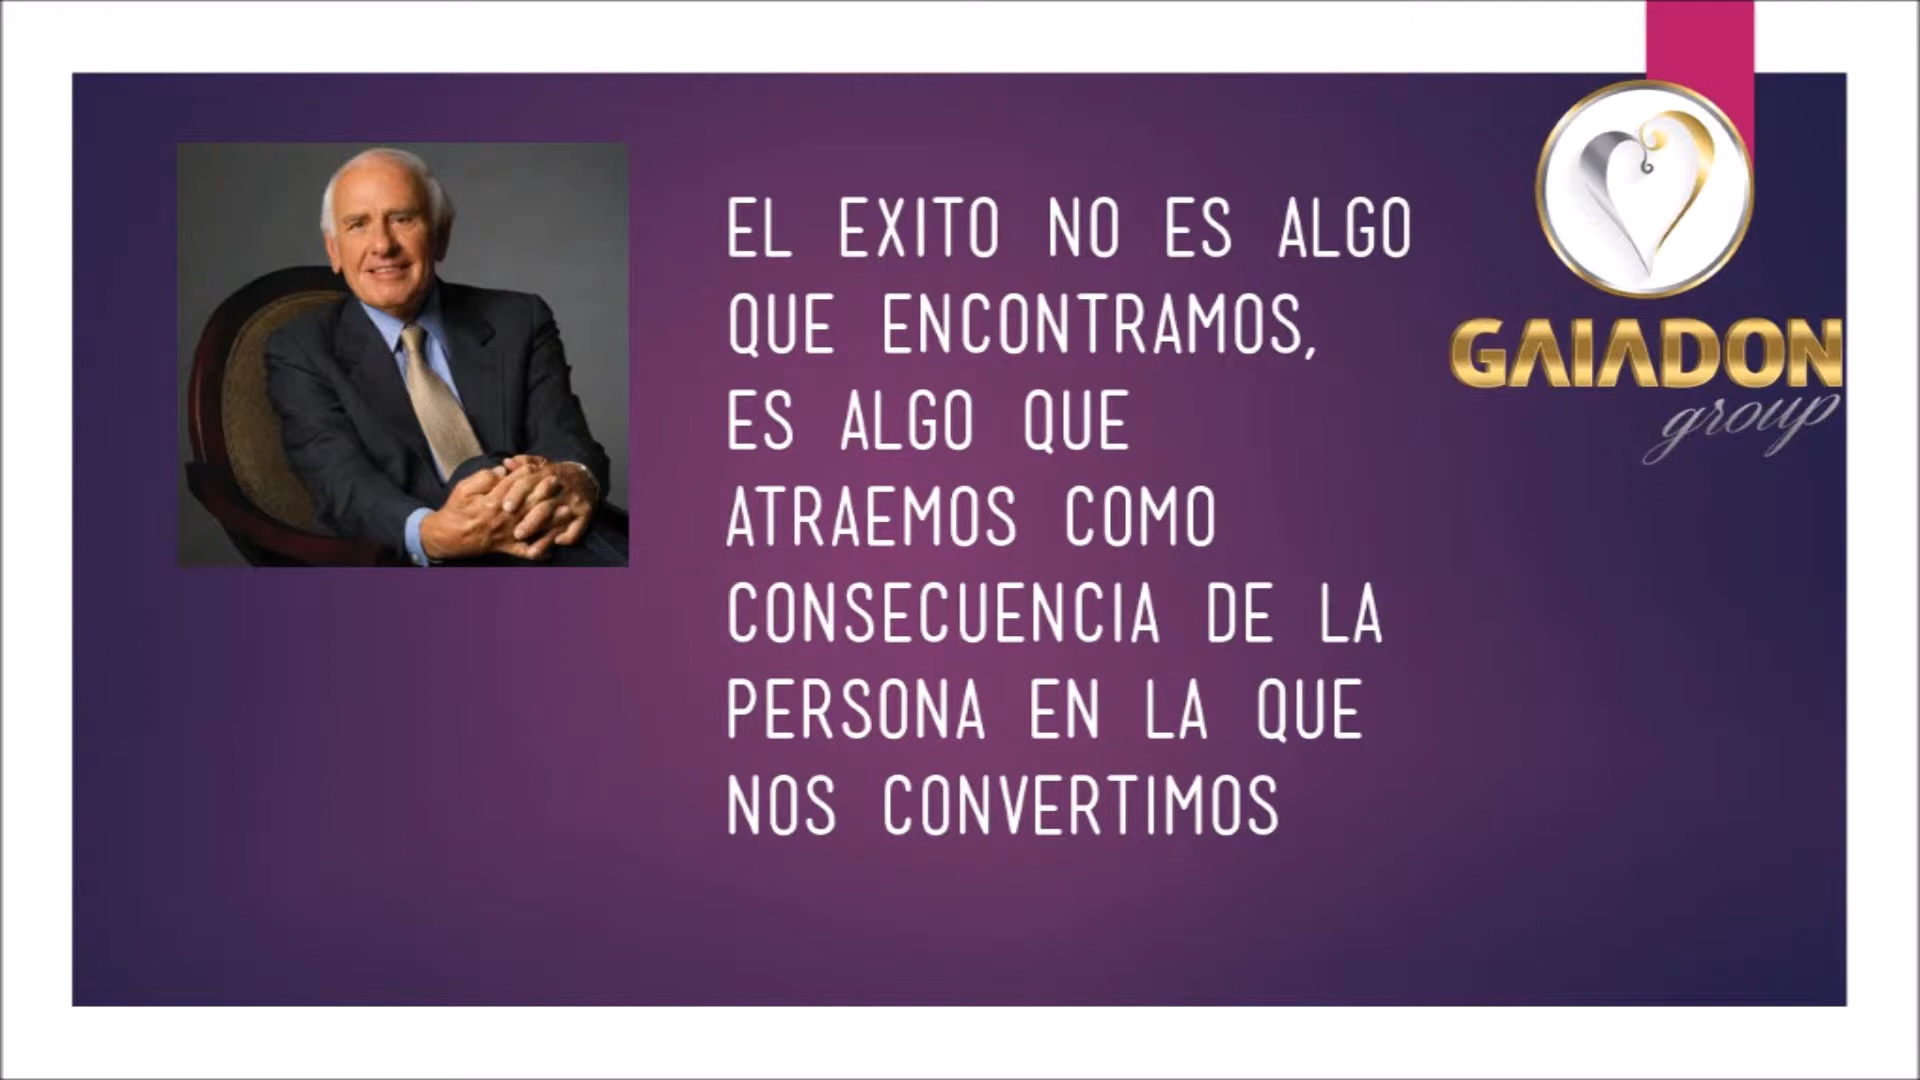 EL EXITO NO ES ALGO
QUE ENCONTRAMOS,
ES ALGO QUE
ATRAEMOS COMO
CONSECUENCIA DE LA
PERSONA EN LA QUE
NOS CONVERTIMOS
GAIADON
group